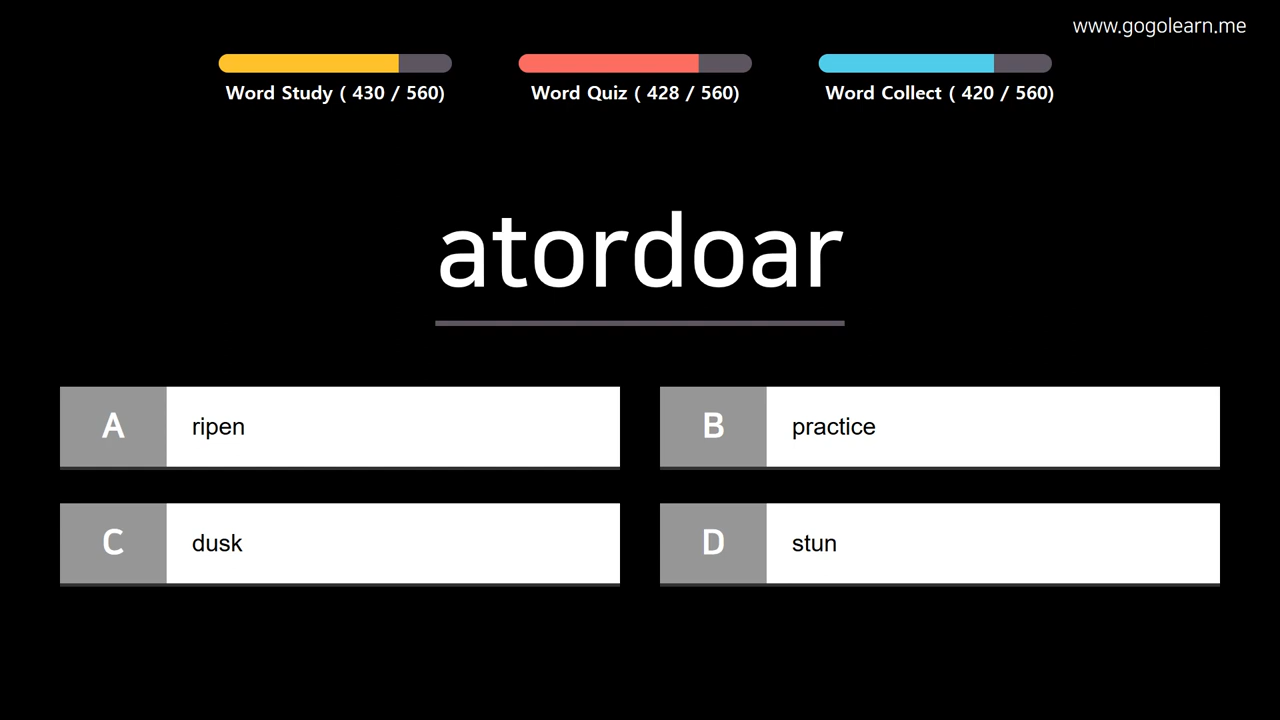 www.gogolearn.me
Word Study ( 430 / 560)
Word Quiz ( 428 / 560)
Word Collect ( 420 / 560)
atordoar
A ripen
B practice
C dusk
D stun